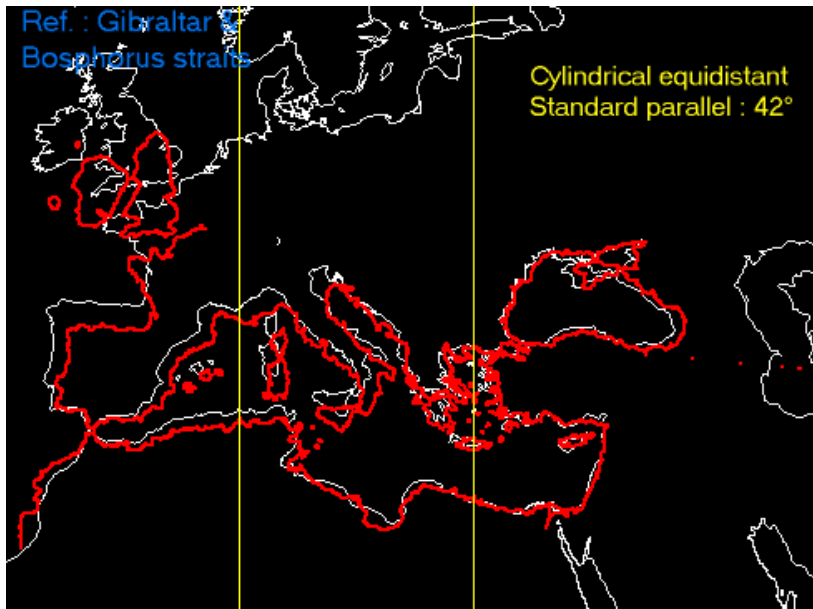 Ref. : Gibraltar &
Bosphorus straits
Cylindrical equidistant
Standard parallel : 42°